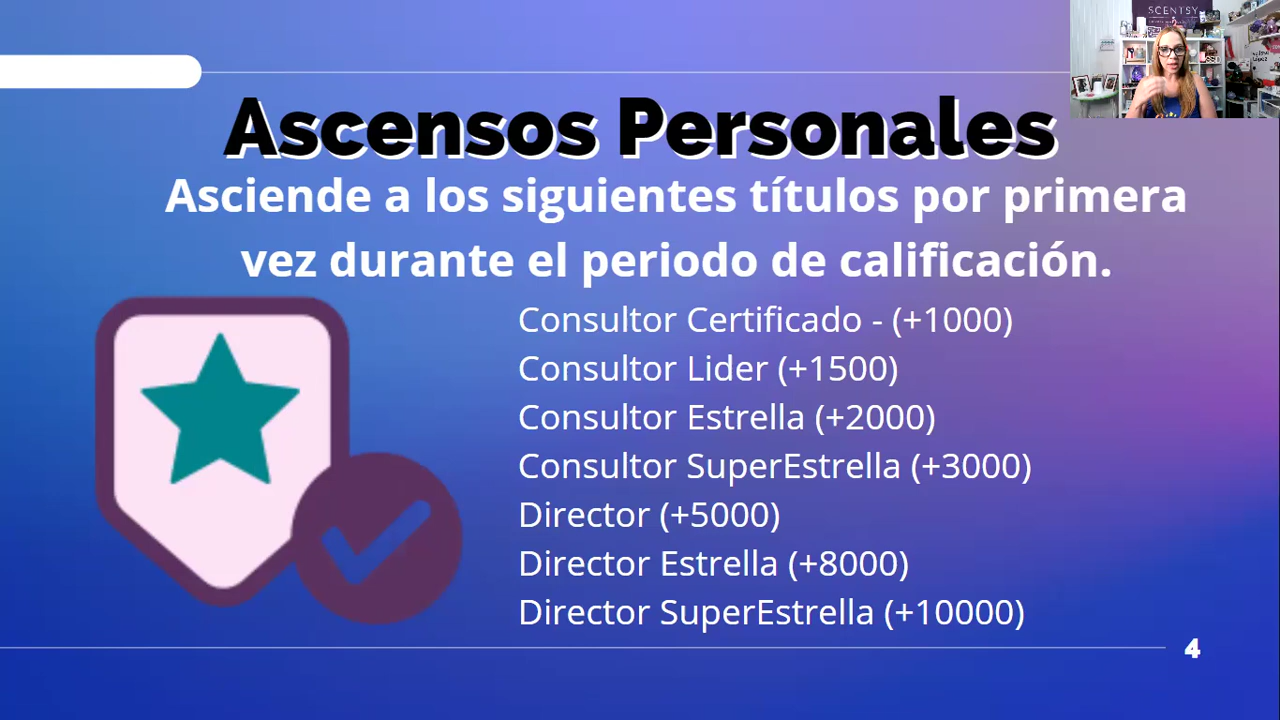 SCENTSY
Ascensos Personales
Asciende a los siguientes títulos por primera
vez durante el periodo de calificación.
Consultor Certificado - (+1000)
Consultor Lider (+1500)
Consultor Estrella (+2000)
Consultor SuperEstrella (+3000)
Director (+5000)
Director Estrella (+8000)
Director SuperEstrella (+10000)
4